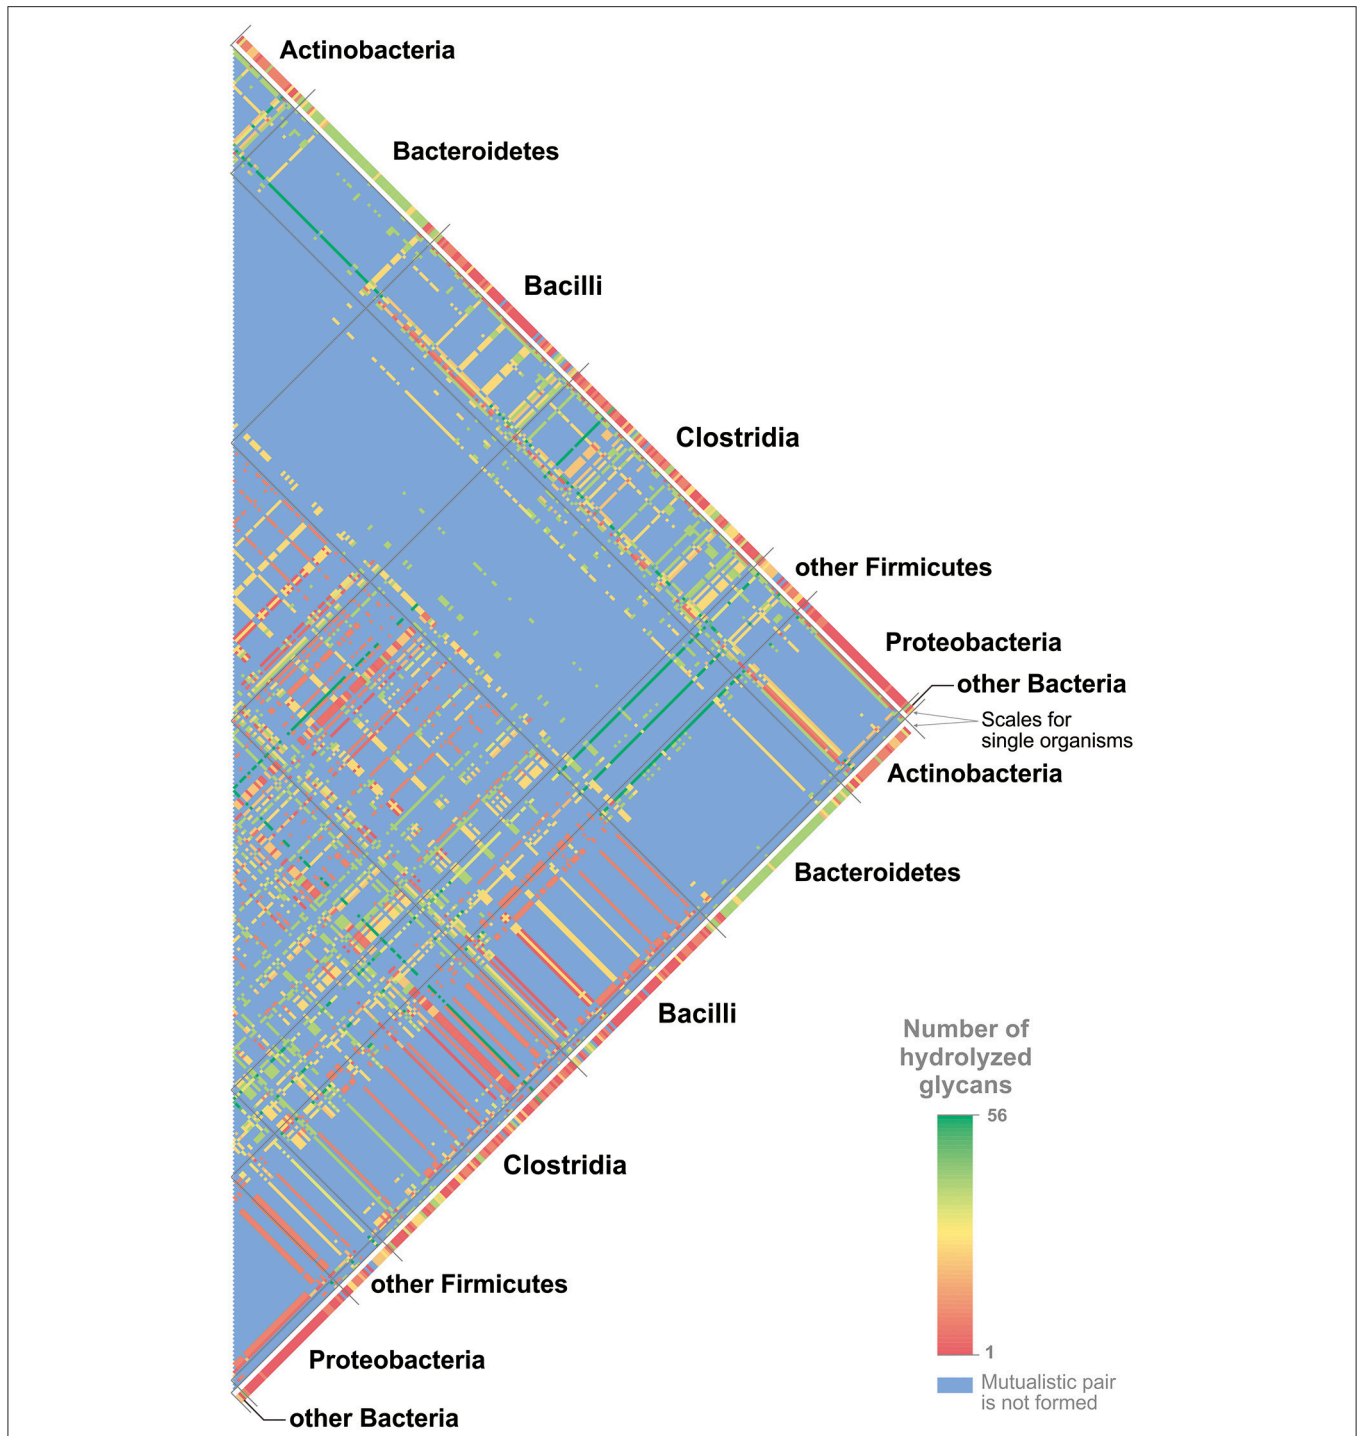 Actinobacteria
Bacteroidetes
Bacilli
Clostridia
other Firmicutes
Proteobacteria
other Bacteria
Scales for
single organisms
Actinobacteria
Bacteroidetes
Bacilli
Number of
hydrolyzed
glycans
56
1
Mutualistic pair
is not formed
Clostridia
other Firmicutes
Proteobacteria
other Bacteria